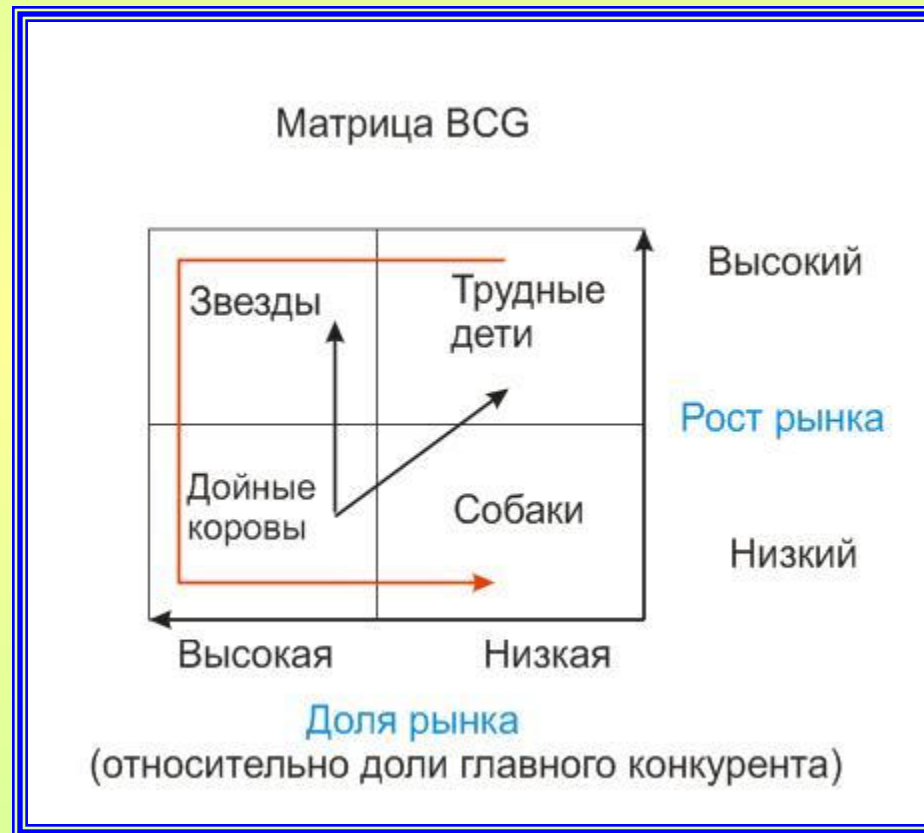 Матрица BCG
Звезды
Трудные
дети
Высокий
Рост рынка
Дойные
коровы
Собаки
Низкий
Высокая
Низкая
Доля рынка
(относительно доли главного конкурента)